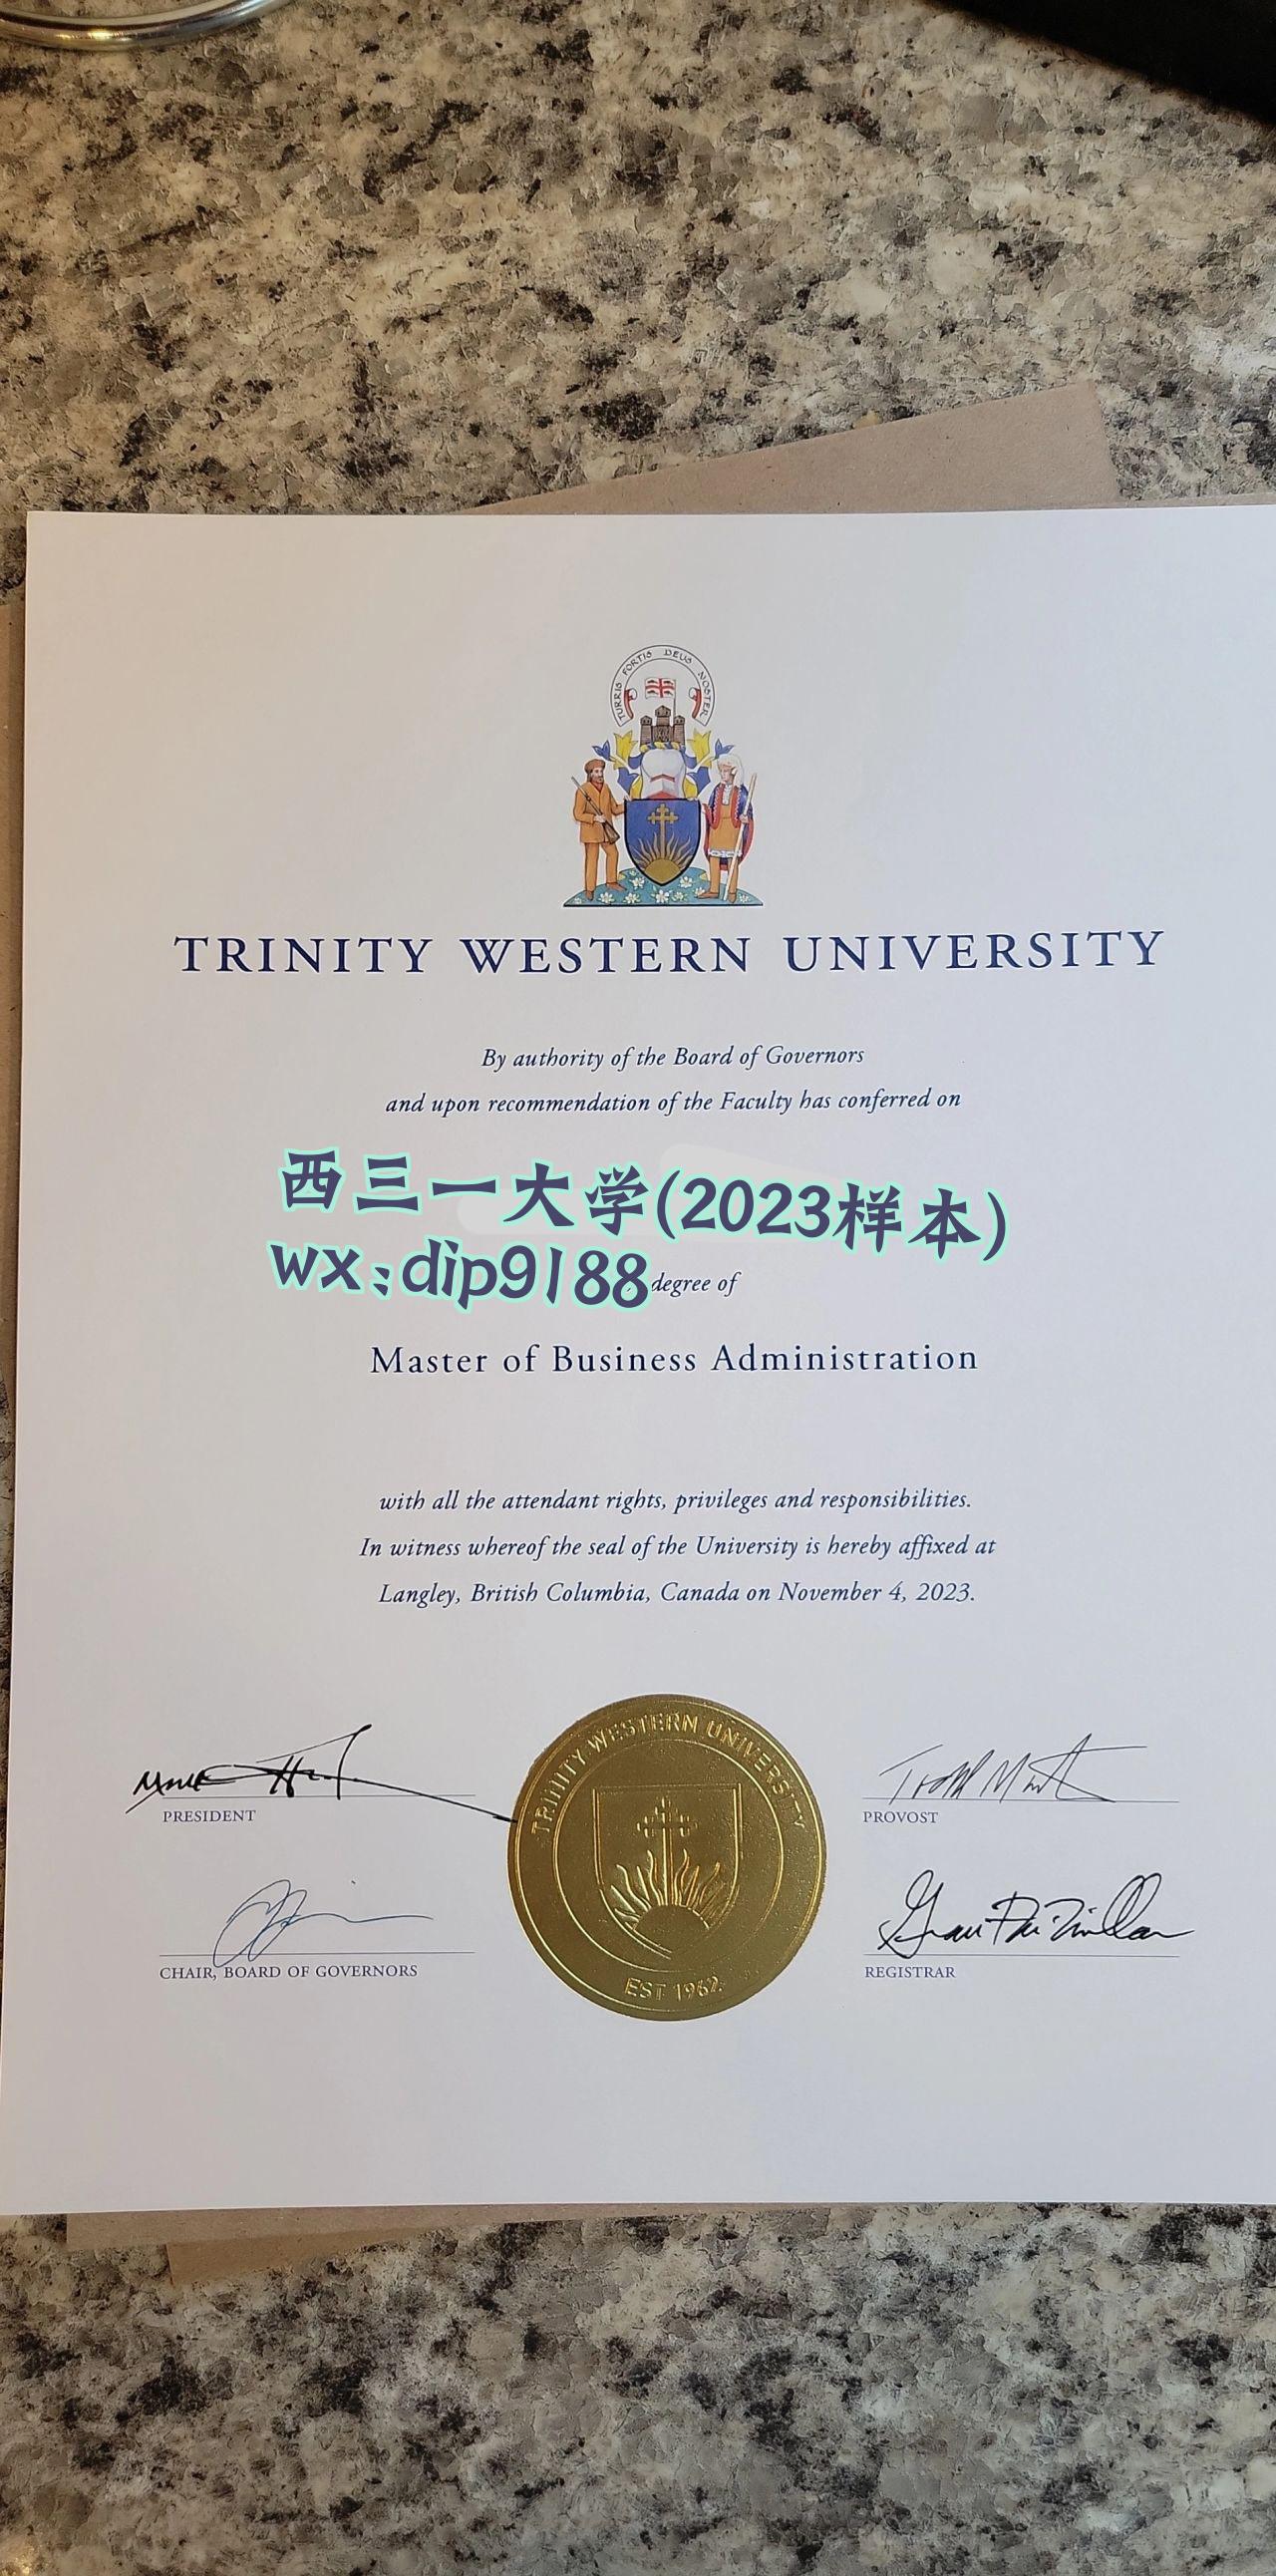 TURRIS FORTIS DEUS NOSTER
TRINITY WESTERN UNIVERSITY
By authority of the Board of Governors
and upon recommendation of the Faculty has conferred on
西三一大学(2023样本)
wx;dip9188
degree of
Master of Business Administration
with all the attendant rights, privileges and responsibilities.
In witness whereof the seal of the University is hereby affixed at
Langley, British Columbia, Canada on November 4, 2023.
TRINITY WESTERN UNIVERSITY
EST 1962
PRESIDENT
PROVOST
CHAIR, BOARD OF GOVERNORS
REGISTRAR